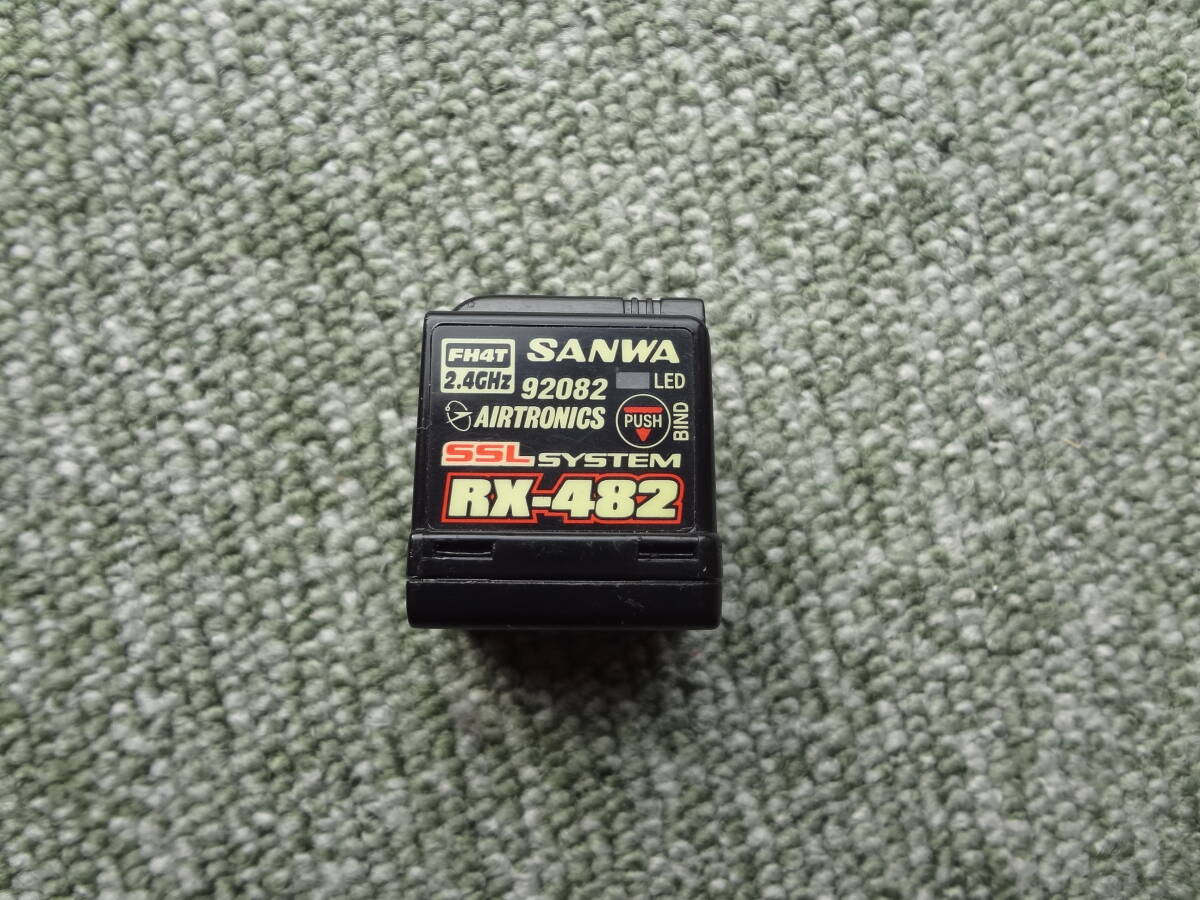 FH4T
2.4GHz
SANWA
92082
LED
AIRTRONICS
PUSH
BIND
SSL SYSTEM
RX-482